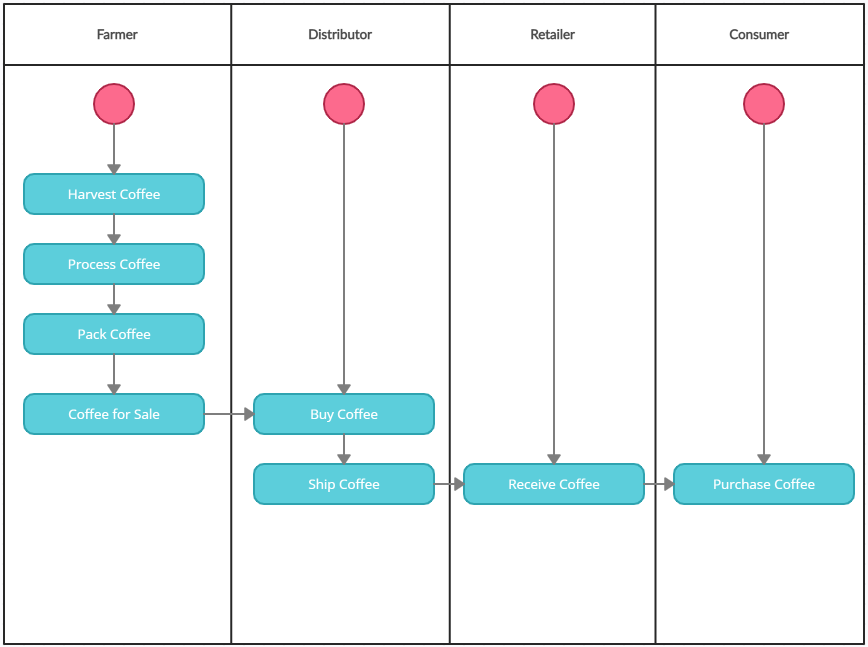 Farmer
Distributor
Retailer
Consumer
Harvest Coffee
Process Coffee
Pack Coffee
Coffee for Sale
Buy Coffee
Ship Coffee
Receive Coffee
Purchase Coffee